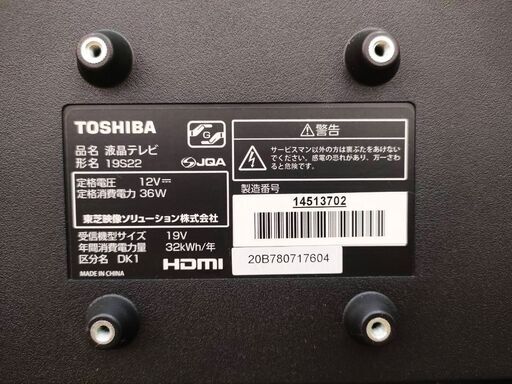 TOSHIBA
品名 液晶テレビ
形名 19S22
G
JQA
定格電圧 12V
定格消費電力 36W
東芝映像ソリューション株式会社
受信機型サイズ 19V
年間消費電力量 32kWh/年
区分名 DK1
MADE IN CHINA
HDMI
⚠警告
サービスマン以外の方は裏ぶたをあけないでください。感電の恐れがあり、万一さわると危険です。
製造番号
14513702
20B780717604